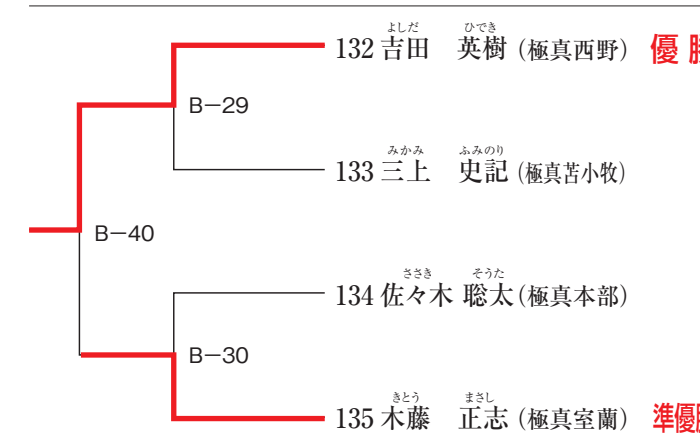 よしだ ひでき
132 吉田 英樹 (極真西野) 優勝
B−29
みかみ ふみのり
133 三上 史記 (極真苫小牧)
B−40
ささき そうた
134 佐々木 聡太 (極真本部)
B−30
きとう まさし
135 木藤 正志 (極真室蘭) 準優勝